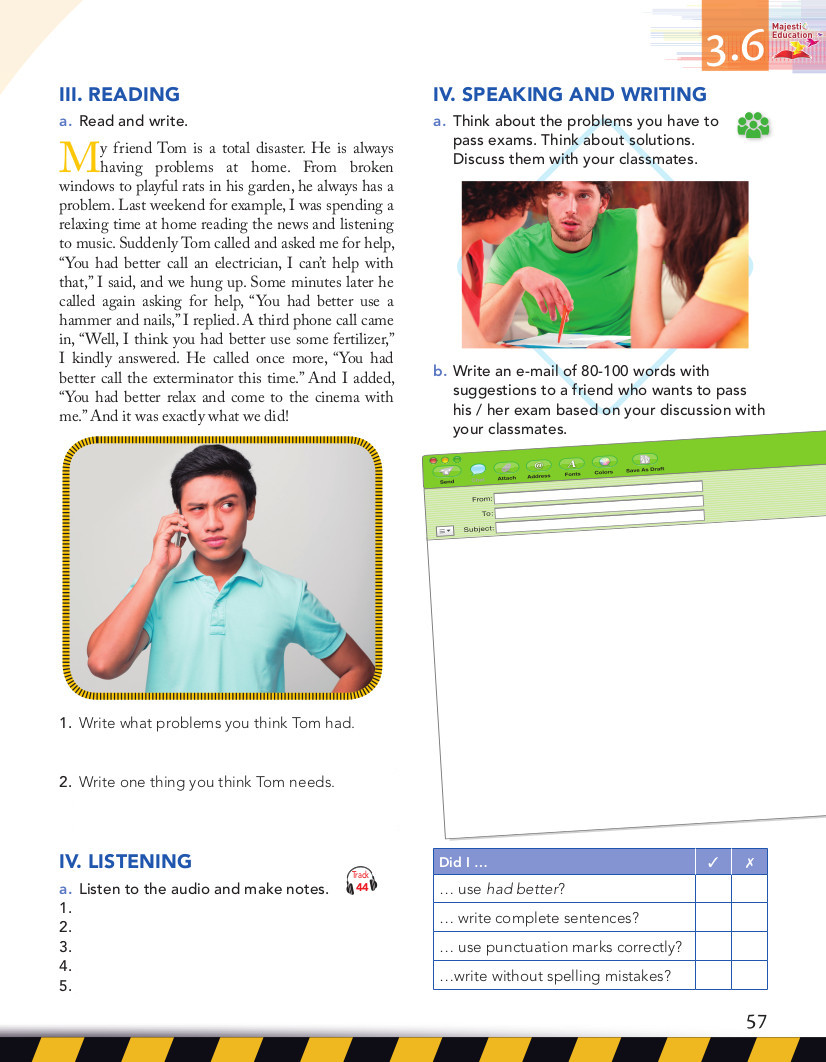 3.6
Majestic Education
III. READING
a. Read and write.
My friend Tom is a total disaster. He is always
having problems at home. From broken
windows to playful rats in his garden, he always has a
problem. Last weekend for example, I was spending a
relaxing time at home reading the news and listening
to music. Suddenly Tom called and asked me for help,
“You had better call an electrician, I can’t help with
that,” I said, and we hung up. Some minutes later he
called again asking for help, “You had better use a
hammer and nails,” I replied. A third phone call came
in, “Well, I think you had better use some fertilizer,”
I kindly answered. He called once more, “You had
better call the exterminator this time.” And I added,
“You had better relax and come to the cinema with
me.” And it was exactly what we did!
1. Write what problems you think Tom had.
2. Write one thing you think Tom needs.
IV. LISTENING
a. Listen to the audio and make notes.
Track
44
1.
2.
3.
4.
5.
IV. SPEAKING AND WRITING
a. Think about the problems you have to
pass exams. Think about solutions.
Discuss them with your classmates.
b. Write an e-mail of 80-100 words with
suggestions to a friend who wants to pass
his / her exam based on your discussion with
your classmates.
Send Attach Address Fonts Colors Save As Draft
From:
To:
Subject:
Did I ... ✓ ✗
... use had better?
... write complete sentences?
... use punctuation marks correctly?
...write without spelling mistakes?
57